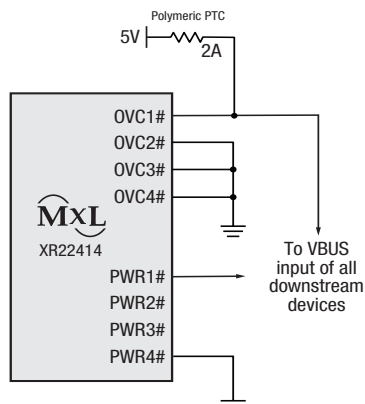 Polymeric PTC
5V
2A
OVC1#
OVC2#
OVC3#
OVC4#
MxL
XR22414
To VBUS
input of all
downstream
devices
PWR1#
PWR2#
PWR3#
PWR4#